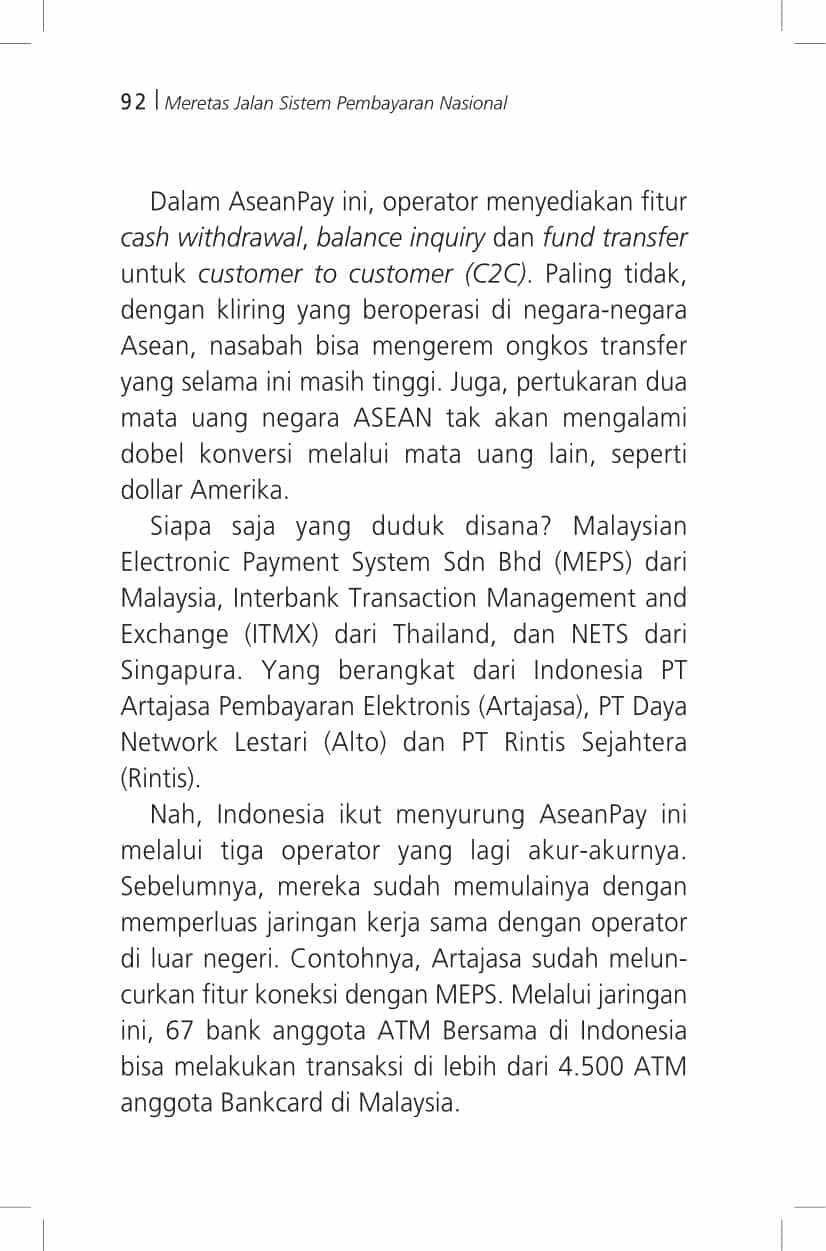 92 | Meretas Jalan Sistem Pembayaran Nasional
Dalam AseanPay ini, operator menyediakan fitur
cash withdrawal, balance inquiry dan fund transfer
untuk customer to customer (C2C). Paling tidak,
dengan kliring yang beroperasi di negara-negara
Asean, nasabah bisa mengerem ongkos transfer
yang selama ini masih tinggi. Juga, pertukaran dua
mata uang negara ASEAN tak akan mengalami
dobel konversi melalui mata uang lain, seperti
dollar Amerika.
Siapa saja yang duduk disana? Malaysian
Electronic Payment System Sdn Bhd (MEPS) dari
Malaysia, Interbank Transaction Management and
Exchange (ITMX) dari Thailand, dan NETS dari
Singapura. Yang berangkat dari Indonesia PT
Artajasa Pembayaran Elektronis (Artajasa), PT Daya
Network Lestari (Alto) dan PT Rintis Sejahtera
(Rintis).
Nah, Indonesia ikut menyurung AseanPay ini
melalui tiga operator yang lagi akur-akurnya.
Sebelumnya, mereka sudah memulainya dengan
memperluas jaringan kerja sama dengan operator
di luar negeri. Contohnya, Artajasa sudah melun-
curkan fitur koneksi dengan MEPS. Melalui jaringan
ini, 67 bank anggota ATM Bersama di Indonesia
bisa melakukan transaksi di lebih dari 4.500 ATM
anggota Bankcard di Malaysia.